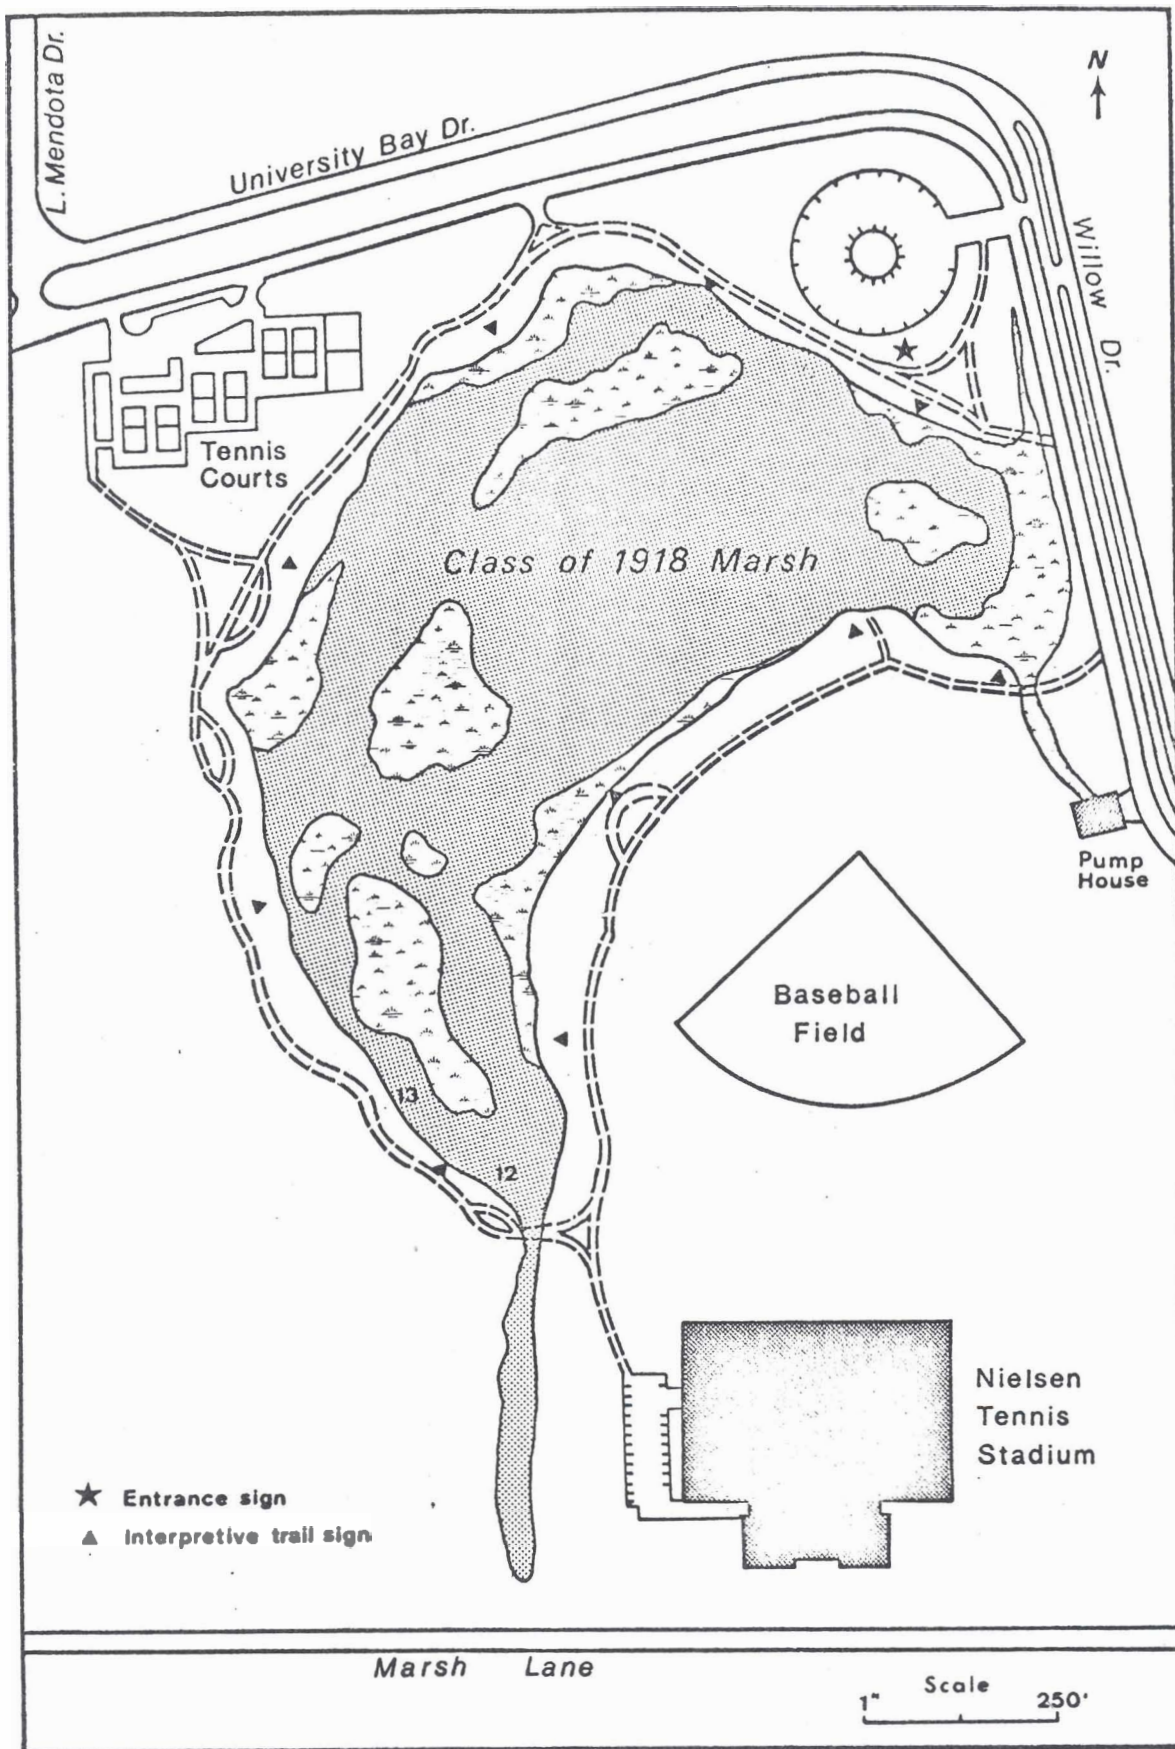 L. Mendota Dr.
University Bay Dr.
N
Willow Dr.
Tennis
Courts
Class of 1918 Marsh
Pump
House
Baseball
Field
13
12
Nielsen
Tennis
Stadium
Entrance sign
Interpretive trail sign
Marsh Lane
Scale
1" 250'